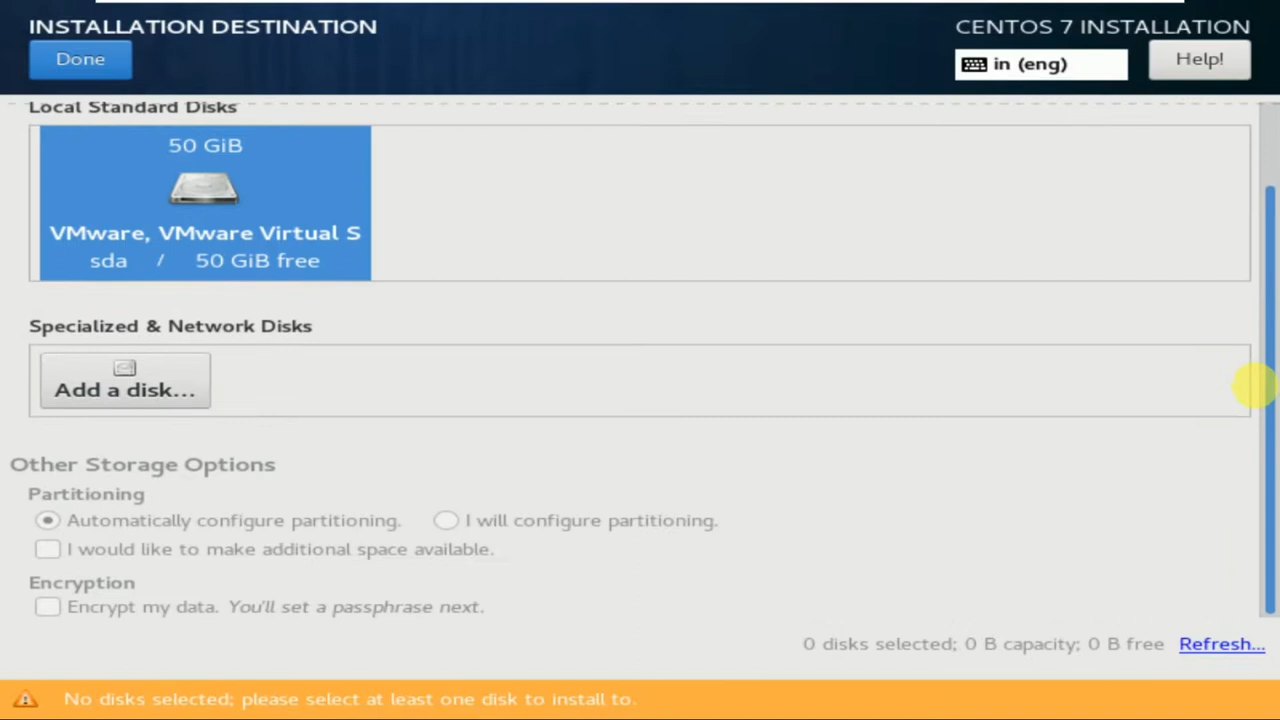 INSTALLATION DESTINATION
CENTOS 7 INSTALLATION
Done
in (eng)
Help!
Local Standard Disks
50 GiB
VMware, VMware Virtual S
sda / 50 GiB free
Specialized & Network Disks
Add a disk...
Other Storage Options
Partitioning
Automatically configure partitioning. I will configure partitioning.
I would like to make additional space available.
Encryption
Encrypt my data. You'll set a passphrase next.
0 disks selected; 0 B capacity; 0 B free Refresh...
No disks selected; please select at least one disk to install to.